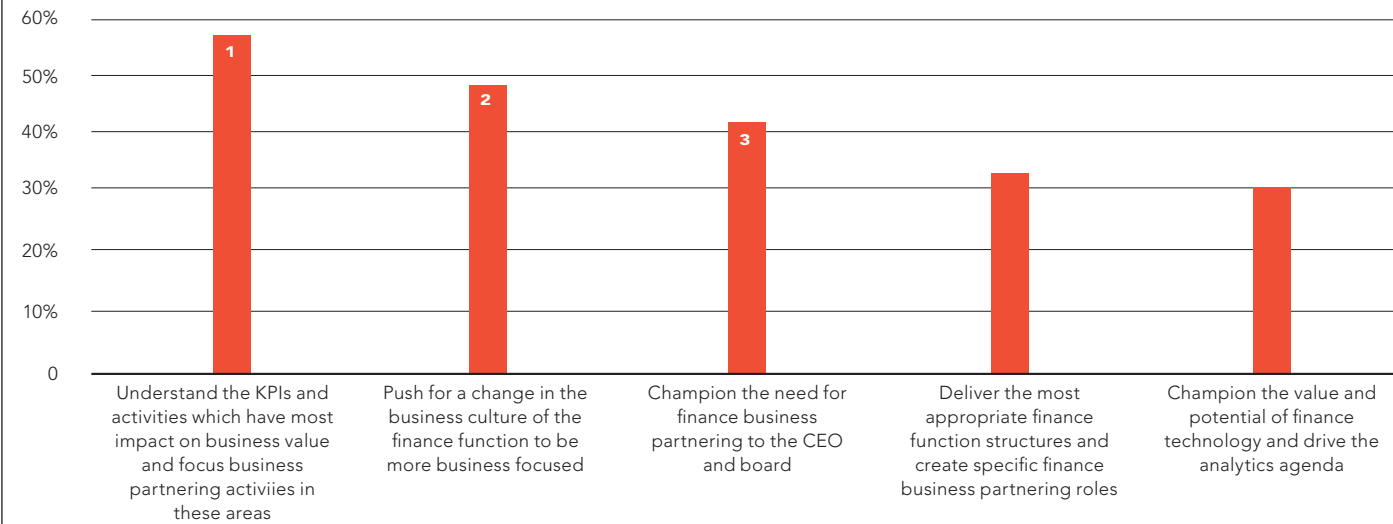 60%
1
50%
2
40%
3
30%
20%
10%
0
Understand the KPIs and
activities which have most
impact on business value
and focus business
partnering activiies in
these areas
Push for a change in the
business culture of the
finance function to be
more business focused
Champion the need for
finance business
partnering to the CEO
and board
Deliver the most
appropriate finance
function structures and
create specific finance
business partnering roles
Champion the value and
potential of finance
technology and drive the
analytics agenda